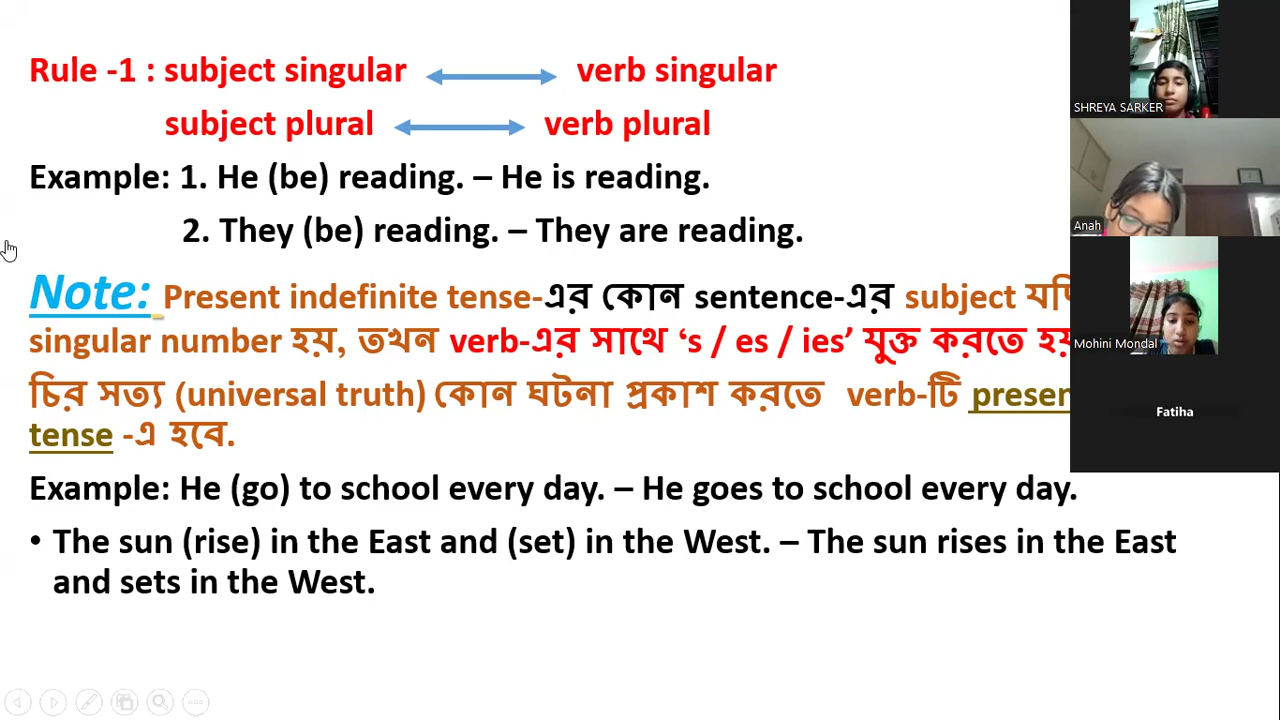 Rule -1 : subject singular verb singular
subject plural verb plural
Example: 1. He (be) reading. – He is reading.
2. They (be) reading. – They are reading.
Note: Present indefinite tense-এর কোন sentence-এর subject
singular number হয়, তখন verb-এর সাথে ‘s / es / ies’ যুক্ত করতে হয়
চির সত্য (universal truth) কোন ঘটনা প্রকাশ করতে verb-টি
tense -এ হবে.
Example: He (go) to school every day. – He goes to school every day.
• The sun (rise) in the East and (set) in the West. – The sun rises in the East
and sets in the West.
SHREYA SARKER
Anah
Mohini Mondal
Fatiha